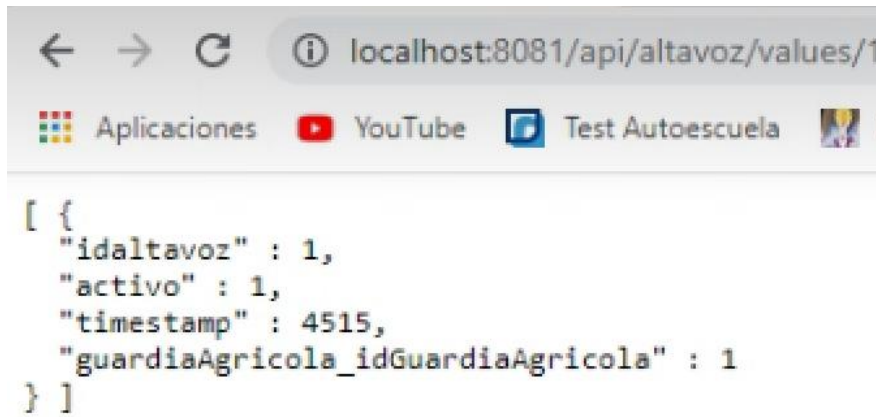 localhost:8081/api/altavoz/values/1
Aplicaciones YouTube Test Autoescuela
[ {
"idaltavoz" : 1,
"activo" : 1,
"timestamp" : 4515,
"guardiaAgricola_idGuardiaAgricola" : 1
} ]